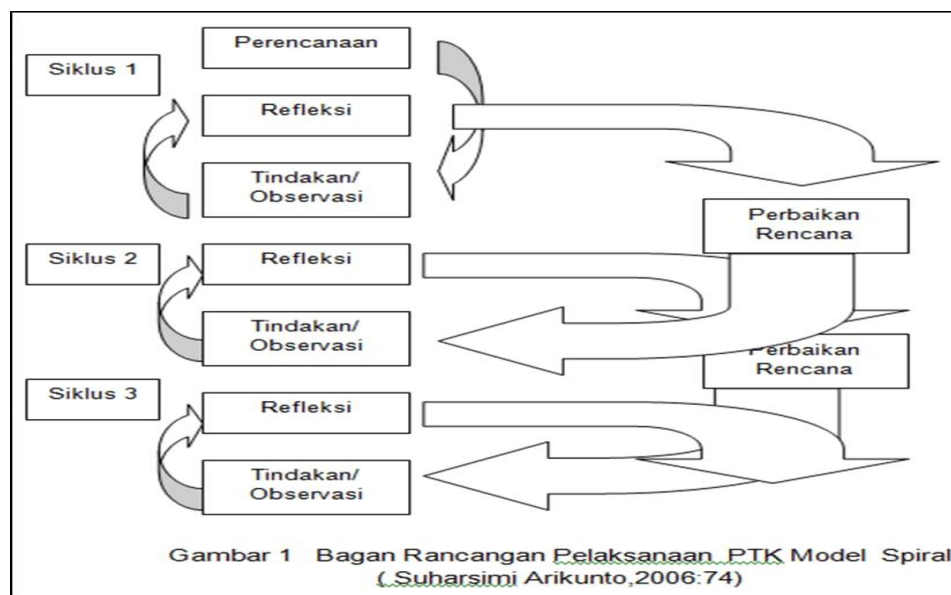 Perencanaan
Siklus 1
Refleksi
Tindakan/
Observasi
Perbaikan
Rencana
Siklus 2
Refleksi
Tindakan/
Observasi
Perbaikan
Rencana
Siklus 3
Refleksi
Tindakan/
Observasi
Gambar 1 Bagan Rancangan Pelaksanaan PTK Model Spiral
( Suharsimi Arikunto,2006:74)